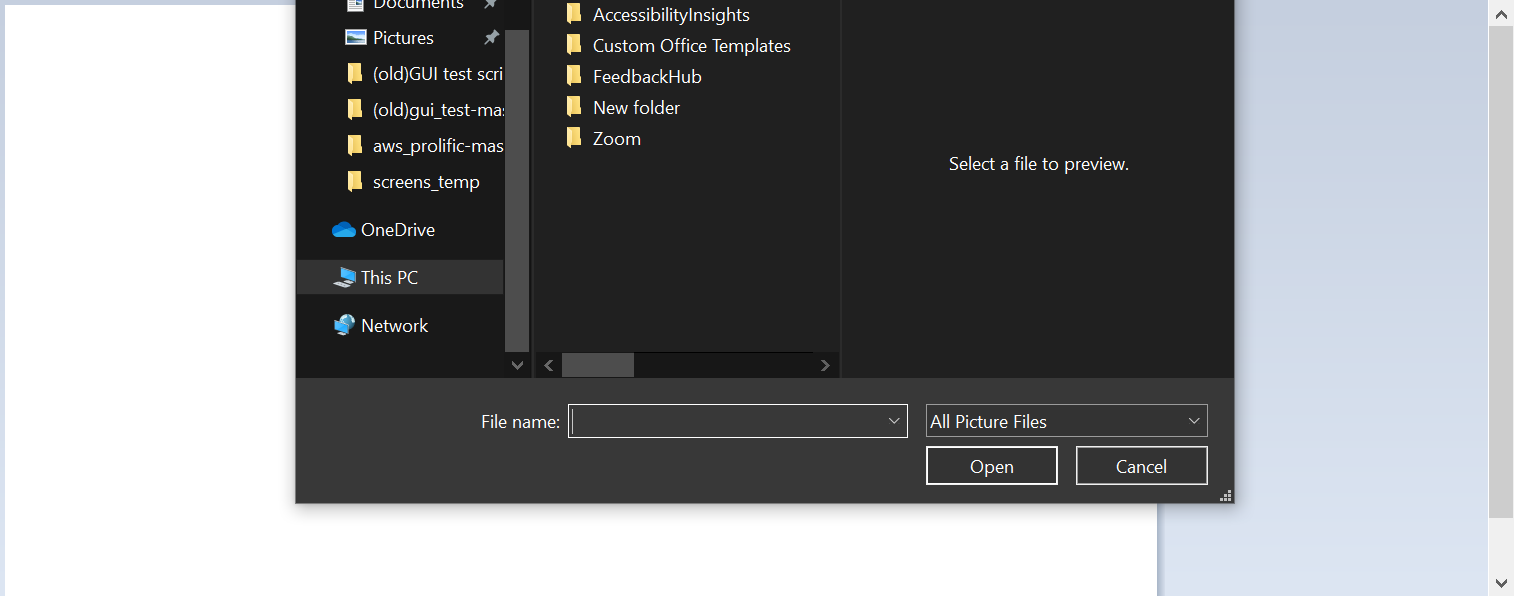 Documents
Pictures
(old)GUI test scri
(old)gui_test-mas
aws_prolific-mas
screens_temp
OneDrive
This PC
Network
AccessibilityInsights
Custom Office Templates
FeedbackHub
New folder
Zoom
Select a file to preview.
File name:
All Picture Files
Open
Cancel